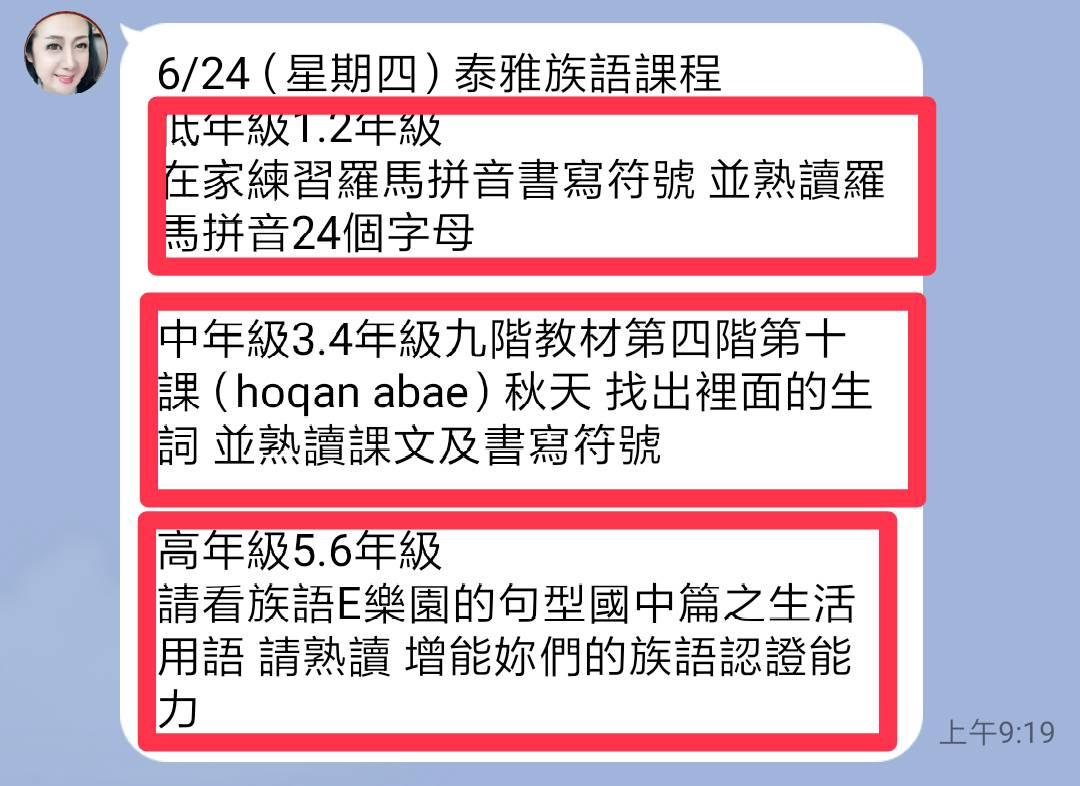 6/24（星期四）泰雅族語課程
低年級1.2年級
在家練習羅馬拼音書寫符號 並熟讀羅
馬拼音24個字母
中年級3.4年級九階教材第四階第十
課（hoqan abae）秋天 找出裡面的生
詞 並熟讀課文及書寫符號
高年級5.6年級
請看族語E樂園的句型國中篇之生活
用語 請熟讀 增能妳們的族語認證能
力
上午9:19